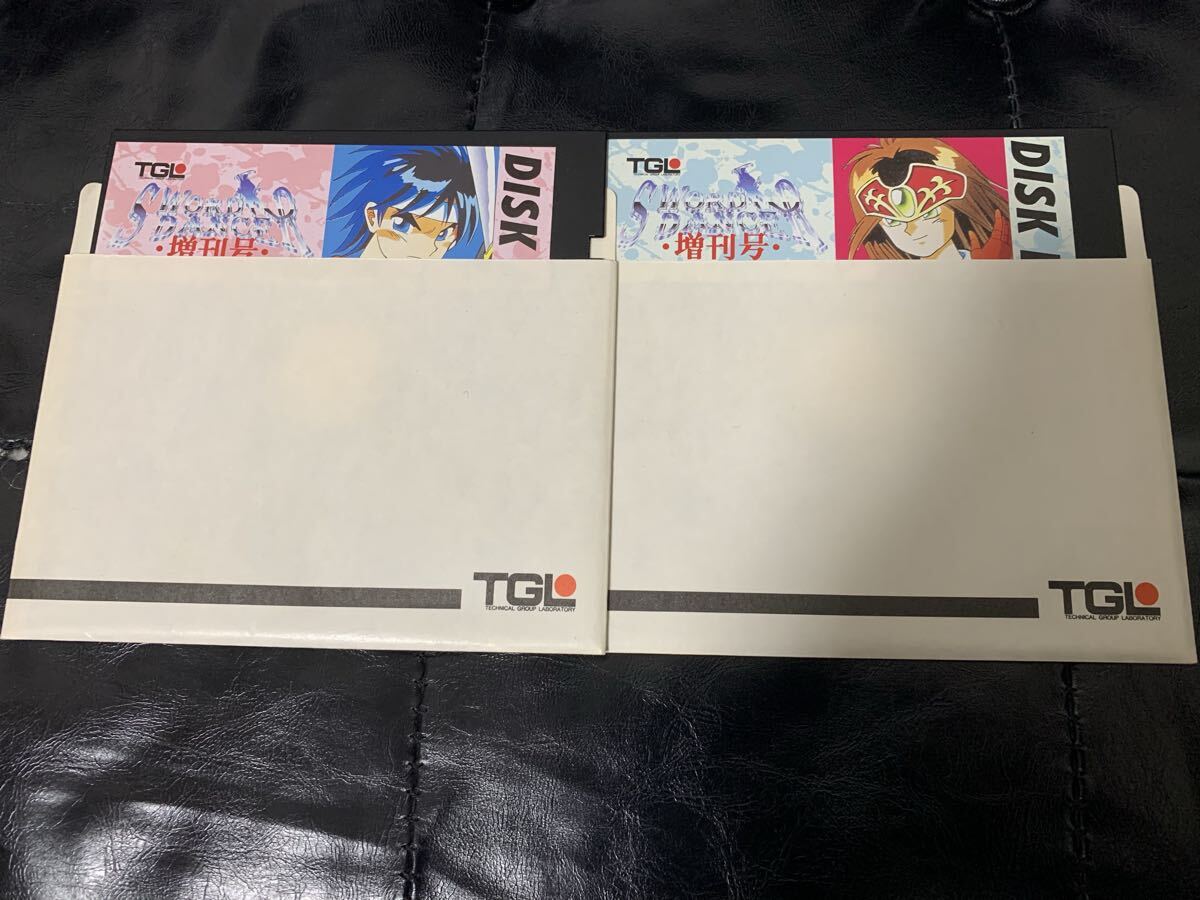 TGL
SWORD
DANCER
・増刊号・
DISK
TGL
SWORD
DANCER
・増刊号・
DISK
TGL
TECHNICAL GROUP LABORATORY
TGL
TECHNICAL GROUP LABORATORY